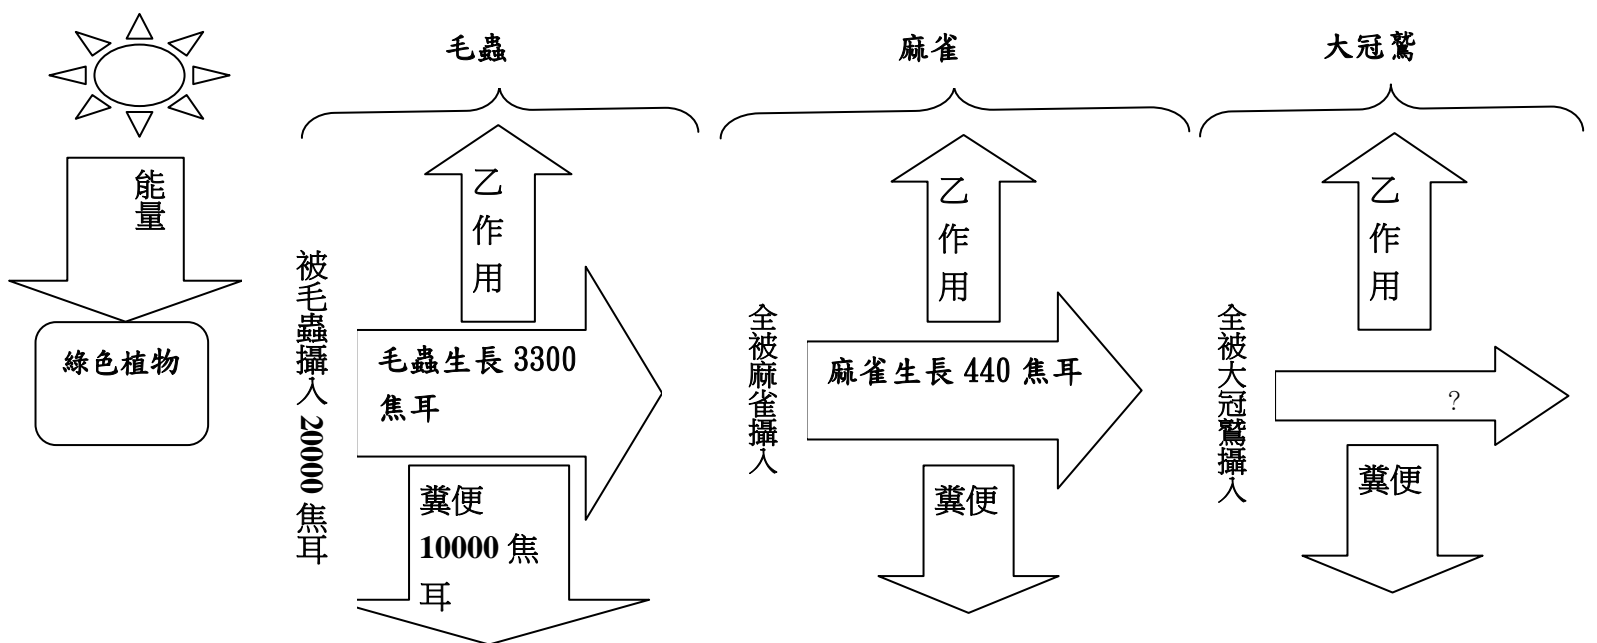 毛蟲
麻雀
大冠鷲
能量
綠色植物
被毛蟲攝入 20000 焦耳
乙作用
毛蟲生長 3300
焦耳
糞便
10000 焦
耳
全被麻雀攝入
乙作用
麻雀生長 440 焦耳
糞便
全被大冠鷲攝入
乙作用
?
糞便